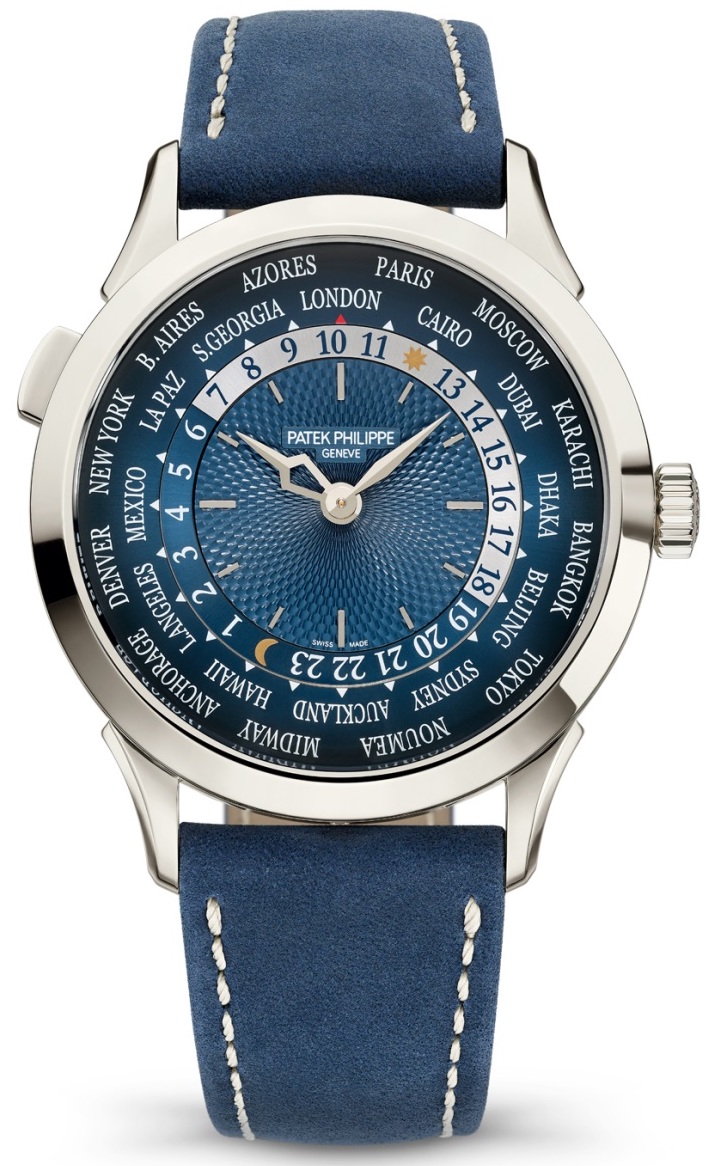 AZORES
PARIS
LONDON
S.GEORGIA
CAIRO
B.AIRES
MOSCOW
LA PAZ
DUBAI
NEW YORK
KARACHI
MEXICO
DHAKA
DENVER
BANGKOK
L.ANGELES
BEIJING
ANCHORAGE
TOKYO
HAWAII
SYDNEY
MIDWAY
AUCKLAND
NOUMEA
7 8 9 10 11 13 14 15 16 17 18 19 20 21 22 23 1 2 3 4 5 6
PATEK PHILIPPE
GENEVE
SWISS MADE